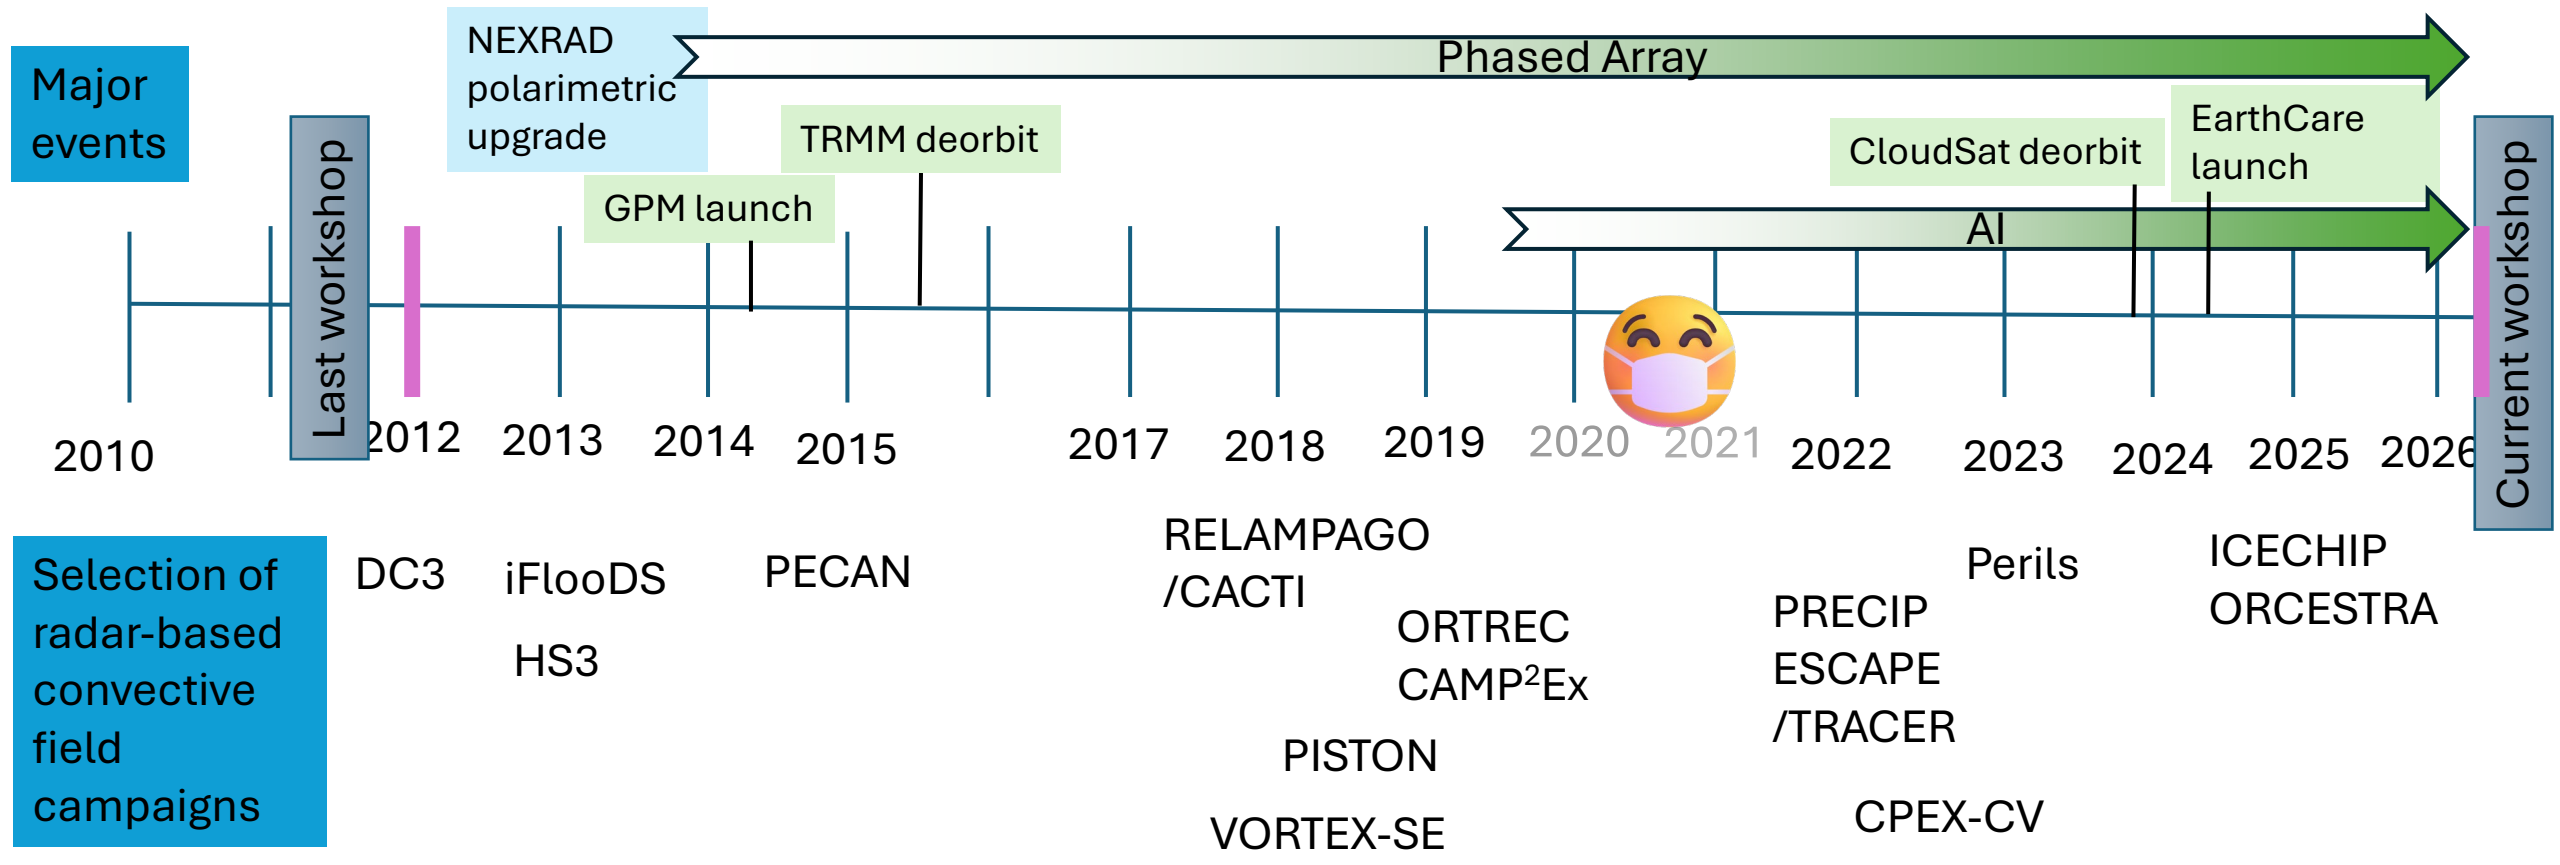 Major
events
NEXRAD
polarimetric
upgrade
Phased Array
TRMM deorbit
GPM launch
CloudSat deorbit
EarthCare
launch
AI
Last workshop
Current workshop
2010
2012
2013
2014
2015
2017
2018
2019
2020
2021
2022
2023
2024
2025
2026
Selection of
radar-based
convective
field
campaigns
DC3
iFlooDS
HS3
PECAN
RELAMPAGO
/CACTI
ORTREC
CAMP²Ex
PISTON
VORTEX-SE
PRECIP
ESCAPE
/TRACER
CPEX-CV
Perils
ICECHIP
ORCESTRA